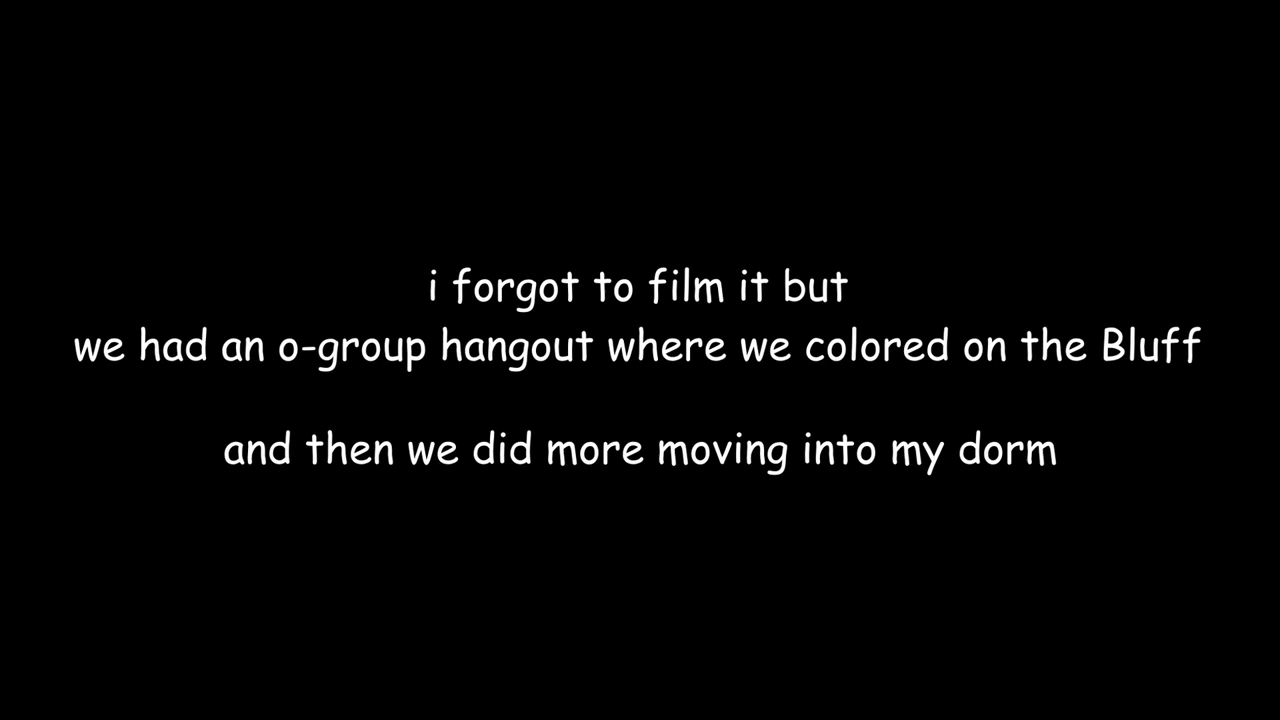 i forgot to film it but
we had an o-group hangout where we colored on the Bluff
and then we did more moving into my dorm